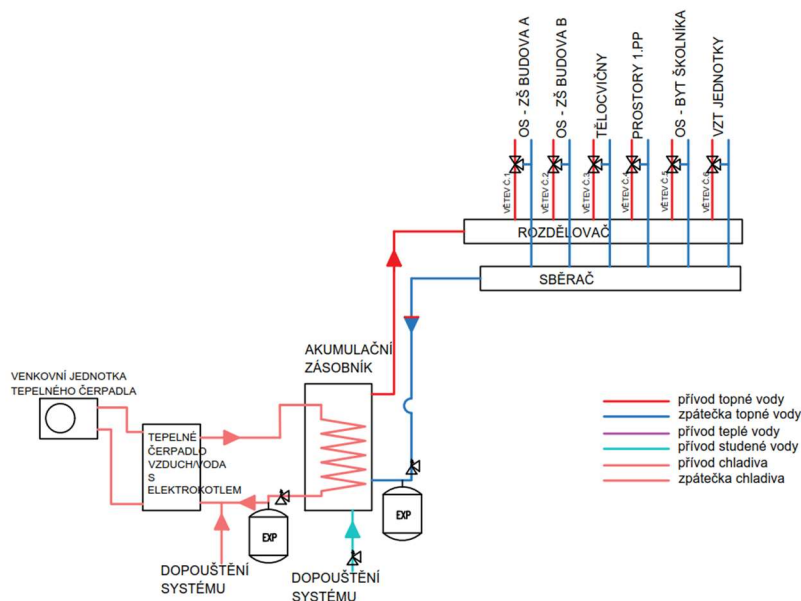 OS - ZŠ BUDOVA A
OS - ZŠ BUDOVA B
TĚLOCVIČNY
PROSTORY 1.PP
OS - BYT ŠKOLNÍKA
VZT JEDNOTKY
VĚTEV Č.1
VĚTEV Č.2
VĚTEV Č.3
VĚTEV Č.4
VĚTEV Č.5
VĚTEV Č.6
ROZDĚLOVAČ
SBĚRAČ
AKUMULAČNÍ
ZÁSOBNÍK
VENKOVNÍ JEDNOTKA
TEPELNÉHO ČERPADLA
TEPELNÉ
ČERPADLO
VZDUCH/VODA
S
ELEKTROKOTLEM
EXP
EXP
DOPOUŠTĚNÍ
SYSTÉMU
DOPOUŠTĚNÍ
SYSTÉMU
přívod topné vody
zpátečka topné vody
přívod teplé vody
přívod studené vody
přívod chladiva
zpátečka chladiva